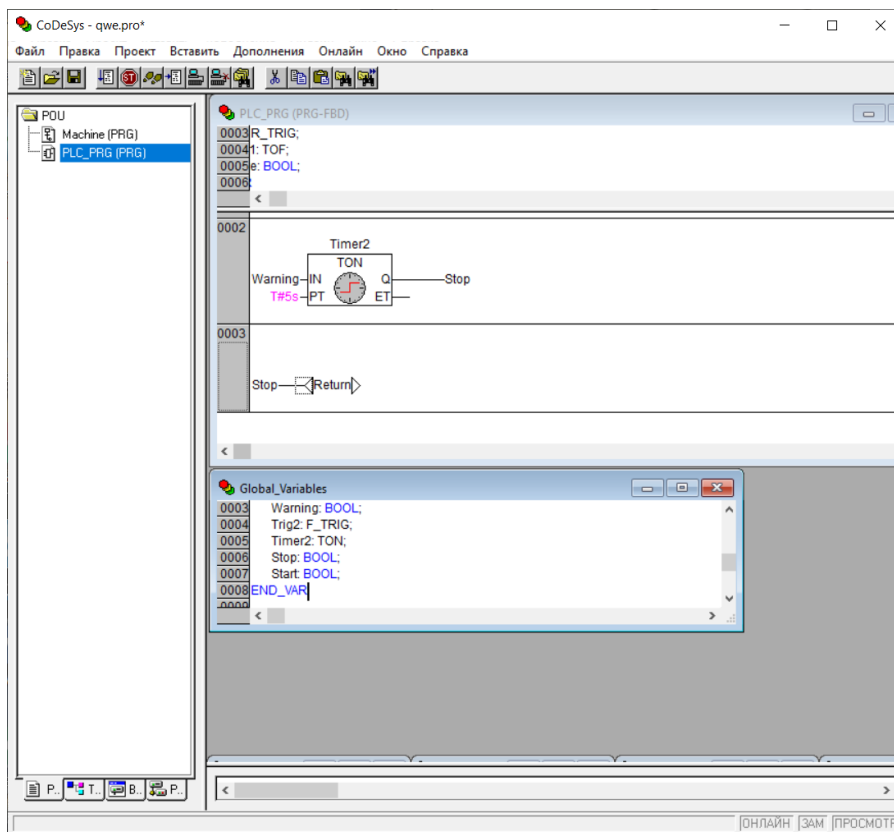 CoDeSys - qwe.pro*
Файл Правка Проект Вставить Дополнения Онлайн Окно Справка
POU
Machine (PRG)
PLC_PRG (PRG)
PLC_PRG (PRG-FBD)
0003 R_TRIG;
0004 1: TOF;
0005 e: BOOL;
0006
0002
Timer2
TON
Warning IN Q Stop
T#5s PT ET
0003
Stop Return
Global_Variables
0003 Warning: BOOL;
0004 Trig2: F_TRIG;
0005 Timer2: TON;
0006 Stop: BOOL;
0007 Start: BOOL;
0008 END_VAR
0009
P.. T.. B.. P..
ОНЛАЙН ЗАМ ПРОСМОТР